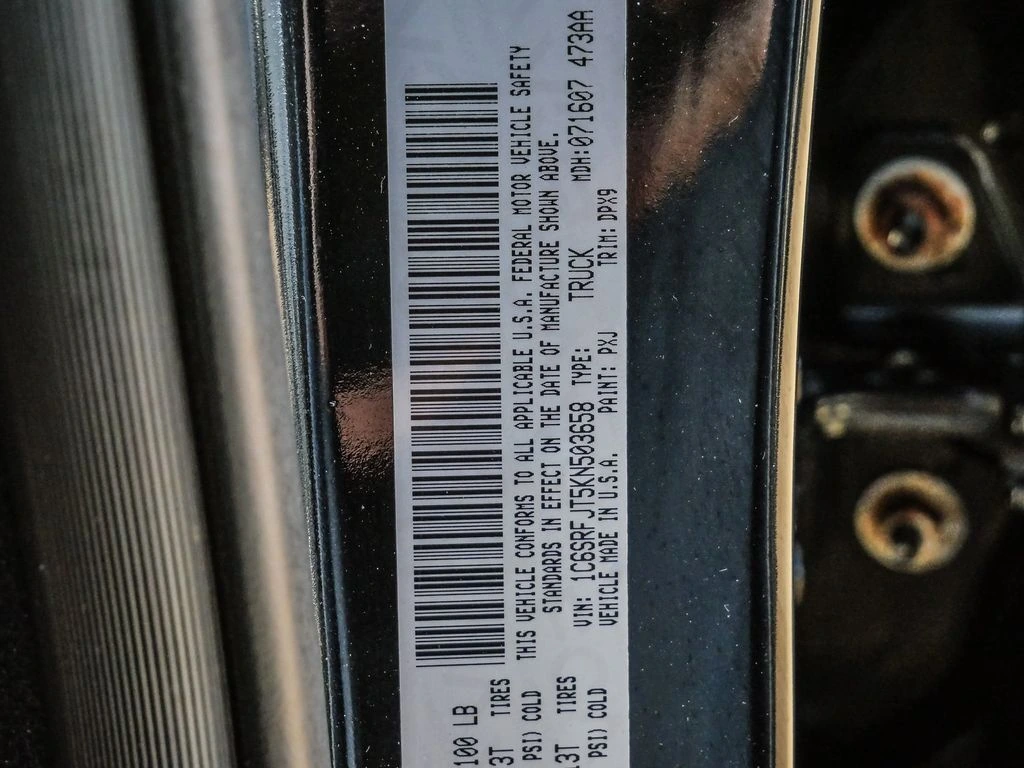 100 LB
3T TIRES
PSI) COLD
13T TIRES
PSI) COLD
THIS VEHICLE CONFORMS TO ALL APPLICABLE U.S.A. FEDERAL MOTOR VEHICLE SAFETY
STANDARDS IN EFFECT ON THE DATE OF MANUFACTURE SHOWN ABOVE.
VIN: 1C6SRFJT5KN503658 TYPE: TRUCK MDH:071607 473AA
VEHICLE MADE IN U.S.A. PAINT: PXJ TRIM: DPX9